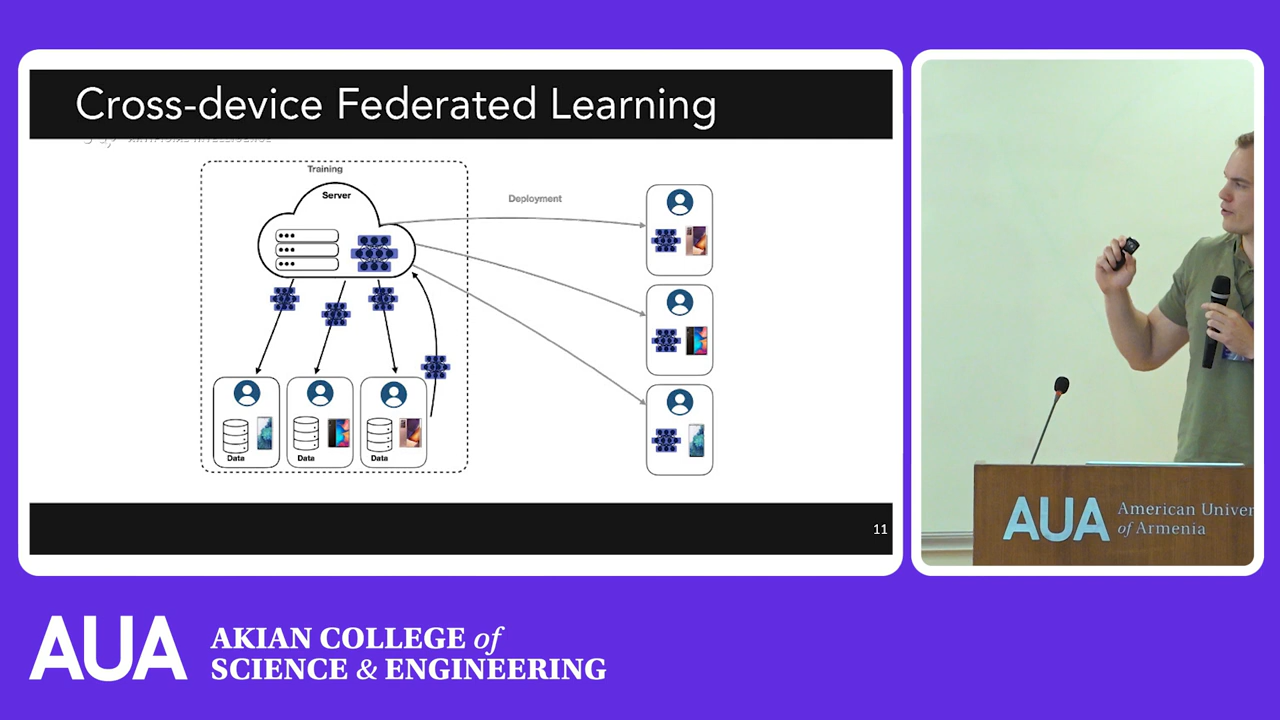 Cross-device Federated Learning
Training
Server
Deployment
Data
Data
Data
11
AUA
American Univer
of Armenia
AUA
AKIAN COLLEGE of
SCIENCE & ENGINEERING